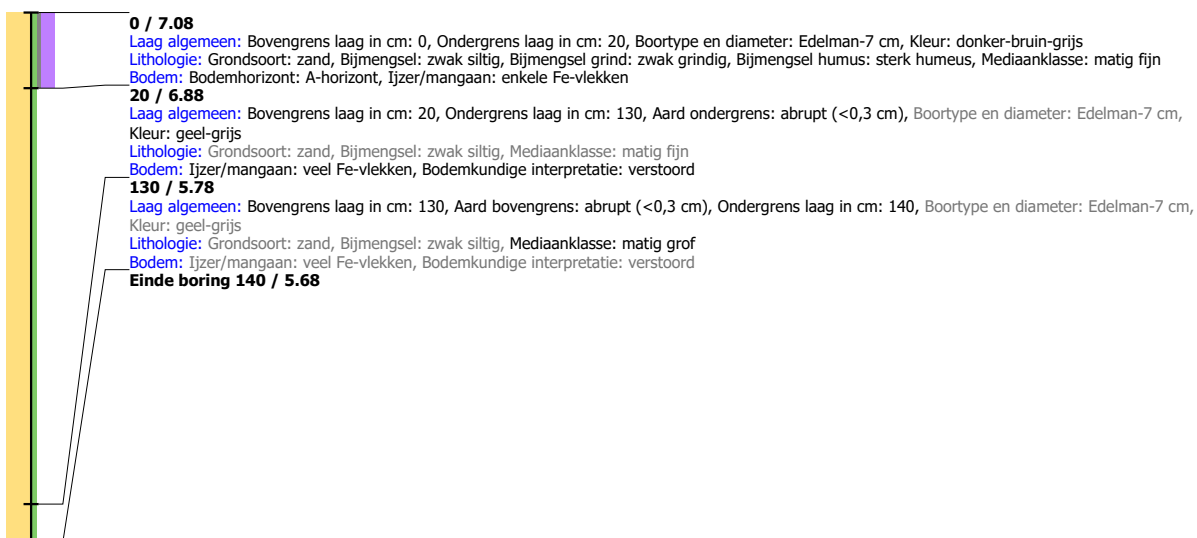 0 / 7.08
Laag algemeen: Bovengrens laag in cm: 0, Ondergrens laag in cm: 20, Boortype en diameter: Edelman-7 cm, Kleur: donker-bruin-grijs
Lithologie: Grondsoort: zand, Bijmengsel: zwak siltig, Bijmengsel grind: zwak grindig, Bijmengsel humus: sterk humeus, Mediaanklasse: matig fijn
Bodem: Bodemhorizont: A-horizont, Ijzer/mangaan: enkele Fe-vlekken
20 / 6.88
Laag algemeen: Bovengrens laag in cm: 20, Ondergrens laag in cm: 130, Aard ondergrens: abrupt (<0,3 cm), Boortype en diameter: Edelman-7 cm,
Kleur: geel-grijs
Lithologie: Grondsoort: zand, Bijmengsel: zwak siltig, Mediaanklasse: matig fijn
Bodem: Ijzer/mangaan: veel Fe-vlekken, Bodemkundige interpretatie: verstoord
130 / 5.78
Laag algemeen: Bovengrens laag in cm: 130, Aard bovengrens: abrupt (<0,3 cm), Ondergrens laag in cm: 140, Boortype en diameter: Edelman-7 cm,
Kleur: geel-grijs
Lithologie: Grondsoort: zand, Bijmengsel: zwak siltig, Mediaanklasse: matig grof
Bodem: Ijzer/mangaan: veel Fe-vlekken, Bodemkundige interpretatie: verstoord
Einde boring 140 / 5.68